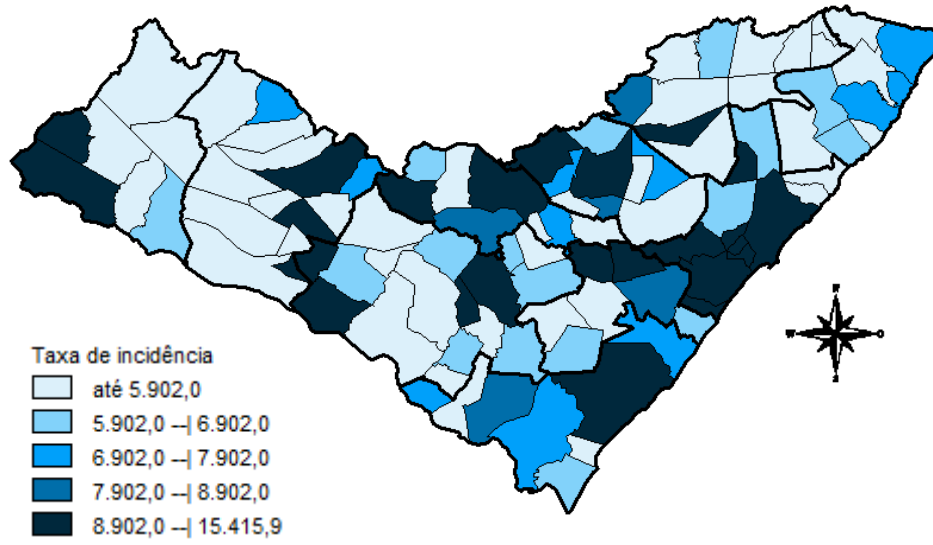 Taxa de incidência
até 5.902,0
5.902,0 --| 6.902,0
6.902,0 --| 7.902,0
7.902,0 --| 8.902,0
8.902,0 --| 15.415,9